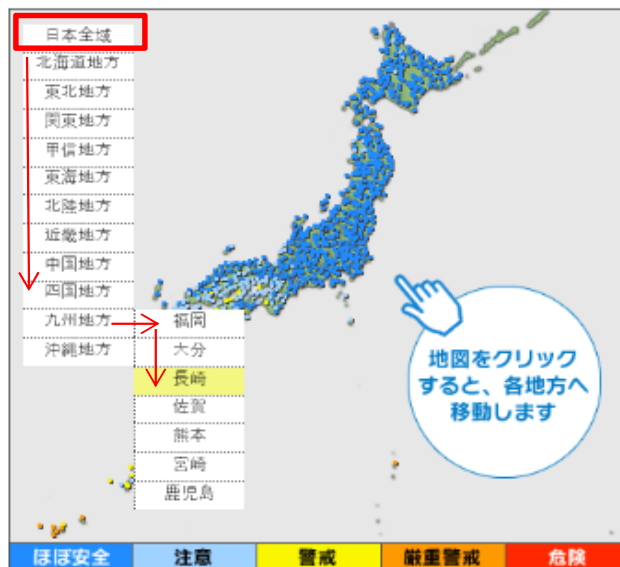 日本全域
北海道地方
東北地方
関東地方
甲信地方
東海地方
北陸地方
近畿地方
中国地方
四国地方
九州地方
沖縄地方
福岡
大分
長崎
佐賀
熊本
宮崎
鹿児島
地図をクリック
すると、各地方へ
移動します
ほぼ安全 注意 警戒 厳重警戒 危険